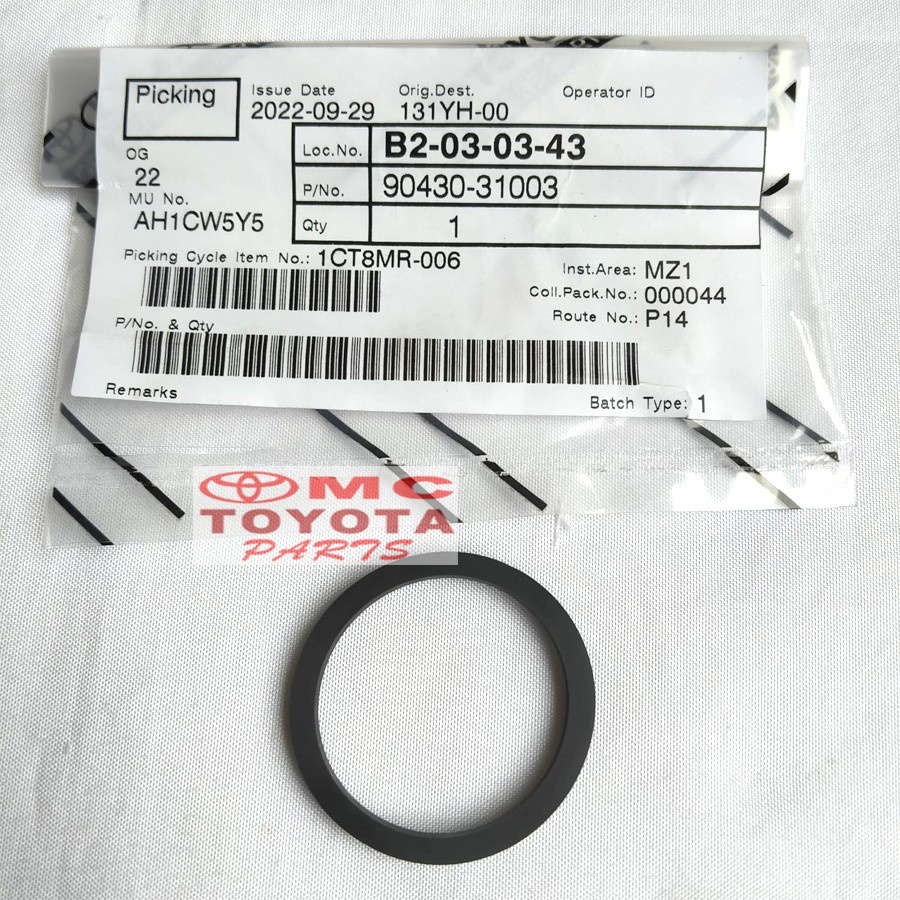 Picking
Issue Date
2022-09-29
Orig.Dest.
131YH-00
Operator ID
OG
22
Loc.No. B2-03-03-43
MU No.
AH1CW5Y5
P/No. 90430-31003
Qty 1
Picking Cycle Item No.: 1CT8MR-006
Inst.Area: MZ1
Coll.Pack.No.: 000044
Route No.: P14
P/No. & Qty
Remarks
Batch Type: 1
MC
TOYOTA
PARTS